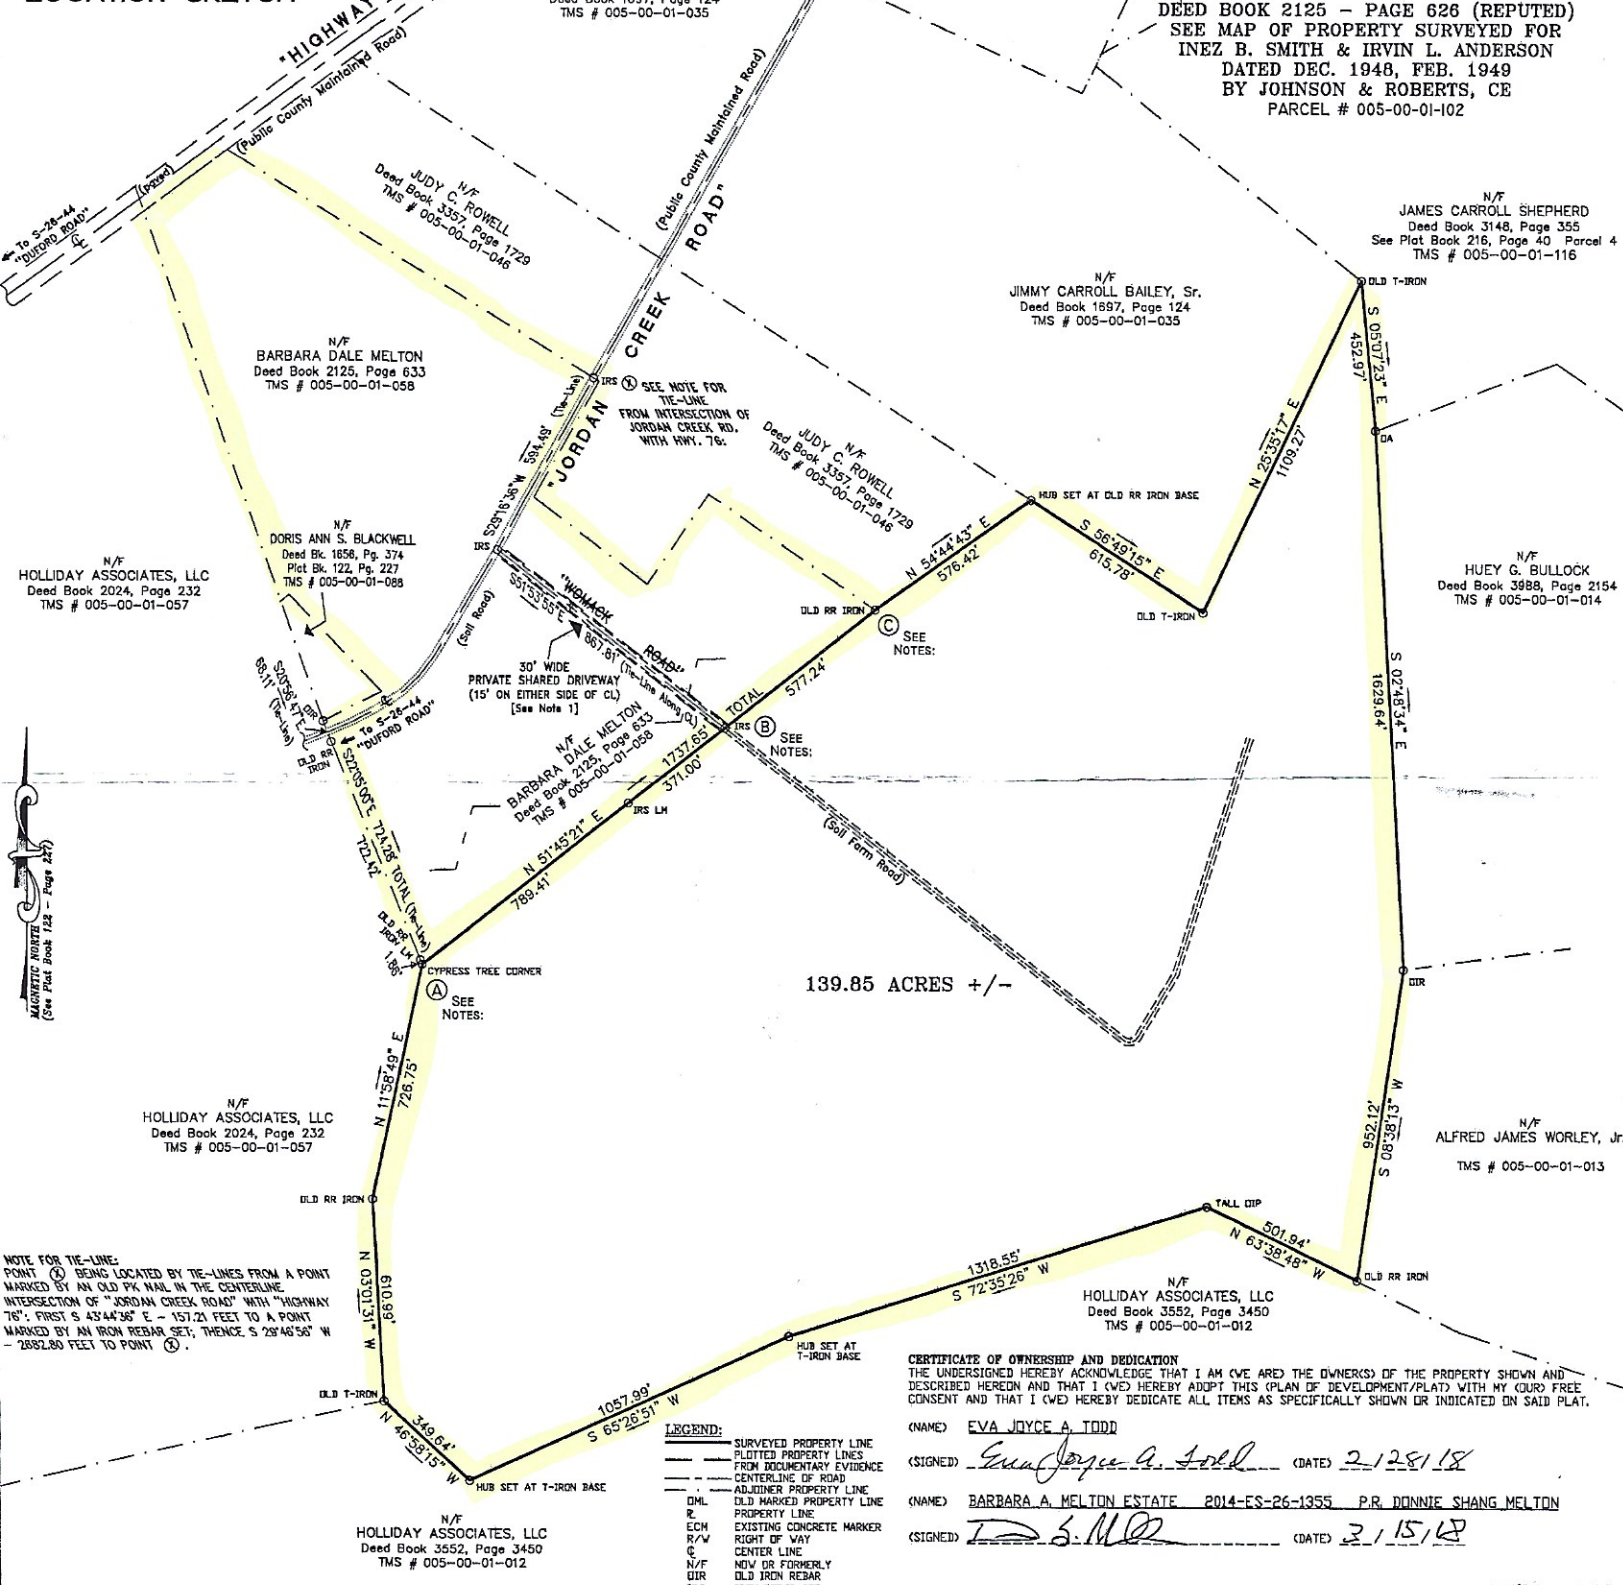 LOCATION SKETCH
"HIGHWAY
(Public County Maintained Road)
(Paved)
To S-26-44
"DUFORD ROAD"
Deed Book 1697, Page 124
TMS # 005-00-01-035
DEED BOOK 2125 - PAGE 626 (REPUTED)
SEE MAP OF PROPERTY SURVEYED FOR
INEZ B. SMITH & IRVIN L. ANDERSON
DATED DEC. 1948, FEB. 1949
BY JOHNSON & ROBERTS, CE
PARCEL # 005-00-01-102
N/F
JUDY C. ROWELL
Deed Book 3357, Page 1729
TMS # 005-00-01-046
(Public County Maintained Road)
"JORDAN CREEK ROAD"
N/F
JAMES CARROLL SHEPHERD
Deed Book 3148, Page 355
See Plat Book 216, Page 40 Parcel 4
TMS # 005-00-01-116
N/F
JIMMY CARROLL BAILEY, Sr.
Deed Book 1697, Page 124
TMS # 005-00-01-035
OLD T-IRON
S 05°07'23" E
452.97'
OA
N 25°35'17" E
1109.27'
N/F
BARBARA DALE MELTON
Deed Book 2125, Page 633
TMS # 005-00-01-058
IRS (X) SEE NOTE FOR
TIE-LINE
FROM INTERSECTION OF
JORDAN CREEK RD.
WITH HWY. 76:
S29°16'36"W 594.49' (Tie-Line)
N/F
JUDY C. ROWELL
Deed Book 3357, Page 1729
TMS # 005-00-01-046
HUB SET AT OLD RR IRON BASE
N 54°44'43" E
576.42'
S 56°49'15" E
615.78'
OLD T-IRON
N/F
DORIS ANN S. BLACKWELL
Deed Bk. 1656, Pg. 374
Plat Bk. 122, Pg. 227
TMS # 005-00-01-088
N/F
HOLLIDAY ASSOCIATES, LLC
Deed Book 2024, Page 232
TMS # 005-00-01-057
N/F
HUEY G. BULLOCK
Deed Book 3988, Page 2154
TMS # 005-00-01-014
IRS
(Soil Road)
"WOMACK ROAD"
S51°53'55"E 867.81' (Tie-Line Along CL)
30' WIDE
PRIVATE SHARED DRIVEWAY
(15' ON EITHER SIDE OF CL)
[See Note 1]
OLD RR IRON
(C) SEE
NOTES:
TOTAL
577.24'
IRS (B) SEE
NOTES:
S20°56'47"E
68.11' (Tie-Line)
OIR
OLD RR
IRON
To S-26-44
"DUFORD ROAD"
N/F
BARBARA DALE MELTON
Deed Book 2125, Page 633
TMS # 005-00-01-058
1737.65'
371.00'
IRS LM
N 51°45'21" E
789.41'
S22°05'00"E 724.28' TOTAL (Tie-Line)
722.42'
OLD RR
IRON LM
1.86'
CYPRESS TREE CORNER
(A) SEE
NOTES:
(Soil Farm Road)
S 02°48'34" E
1629.64'
MAGNETIC NORTH
(See Plat Book 122 - Page 227)
139.85 ACRES +/-
OIR
N 11°58'49" E
726.75'
N/F
HOLLIDAY ASSOCIATES, LLC
Deed Book 2024, Page 232
TMS # 005-00-01-057
952.12'
S 08°38'13" W
N/F
ALFRED JAMES WORLEY, Jr.
TMS # 005-00-01-013
OLD RR IRON
TALL OIP
501.94'
N 63°38'48" W
OLD RR IRON
NOTE FOR TIE-LINE:
POINT (X) BEING LOCATED BY TIE-LINES FROM A POINT
MARKED BY AN OLD PK NAIL IN THE CENTERLINE
INTERSECTION OF "JORDAN CREEK ROAD" WITH "HIGHWAY
76": FIRST S 43°44'36" E - 157.21 FEET TO A POINT
MARKED BY AN IRON REBAR SET; THENCE S 29°46'56" W
- 2682.80 FEET TO POINT (X).
N 03°01'31" W
610.99'
1318.55'
S 72°35'26" W
N/F
HOLLIDAY ASSOCIATES, LLC
Deed Book 3552, Page 3450
TMS # 005-00-01-012
HUB SET AT
T-IRON BASE
OLD T-IRON
349.64'
N 46°58'15" W
1057.99'
S 65°26'51" W
HUB SET AT T-IRON BASE
N/F
HOLLIDAY ASSOCIATES, LLC
Deed Book 3552, Page 3450
TMS # 005-00-01-012
LEGEND:
SURVEYED PROPERTY LINE
PLOTTED PROPERTY LINES
FROM DOCUMENTARY EVIDENCE
CENTERLINE OF ROAD
ADJOINER PROPERTY LINE
OML OLD MARKED PROPERTY LINE
PL PROPERTY LINE
ECM EXISTING CONCRETE MARKER
R/W RIGHT OF WAY
CL CENTER LINE
N/F NOW OR FORMERLY
OIR OLD IRON REBAR
CERTIFICATE OF OWNERSHIP AND DEDICATION
THE UNDERSIGNED HEREBY ACKNOWLEDGE THAT I AM (WE ARE) THE OWNER(S) OF THE PROPERTY SHOWN AND
DESCRIBED HEREON AND THAT I (WE) HEREBY ADOPT THIS (PLAN OF DEVELOPMENT/PLAT) WITH MY (OUR) FREE
CONSENT AND THAT I (WE) HEREBY DEDICATE ALL ITEMS AS SPECIFICALLY SHOWN OR INDICATED ON SAID PLAT.
(NAME) EVA JOYCE A. TODD
(SIGNED) Eva Joyce A. Todd (DATE) 2/28/18
(NAME) BARBARA A. MELTON ESTATE 2014-ES-26-1355 P.R. DONNIE SHANG MELTON
(SIGNED) (DATE) 3/15/18